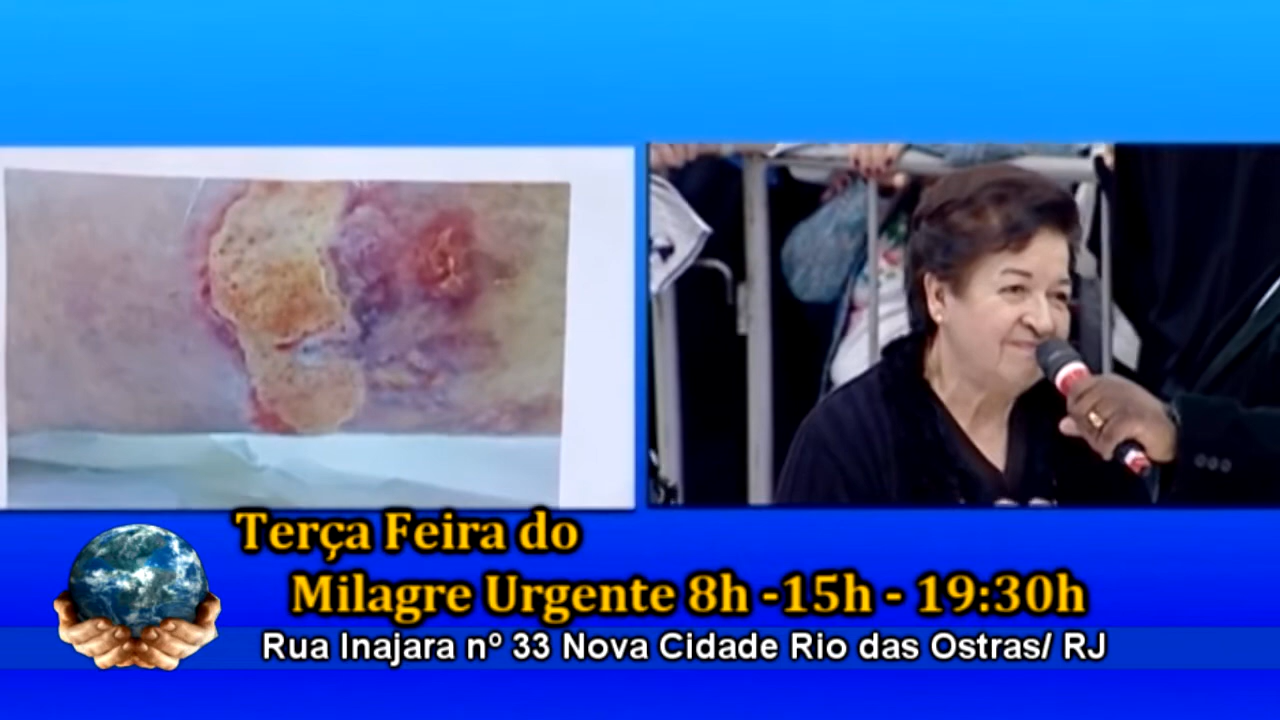 Terça Feira do
Milagre Urgente 8h -15h - 19:30h
Rua Inajara nº 33 Nova Cidade Rio das Ostras/ RJ